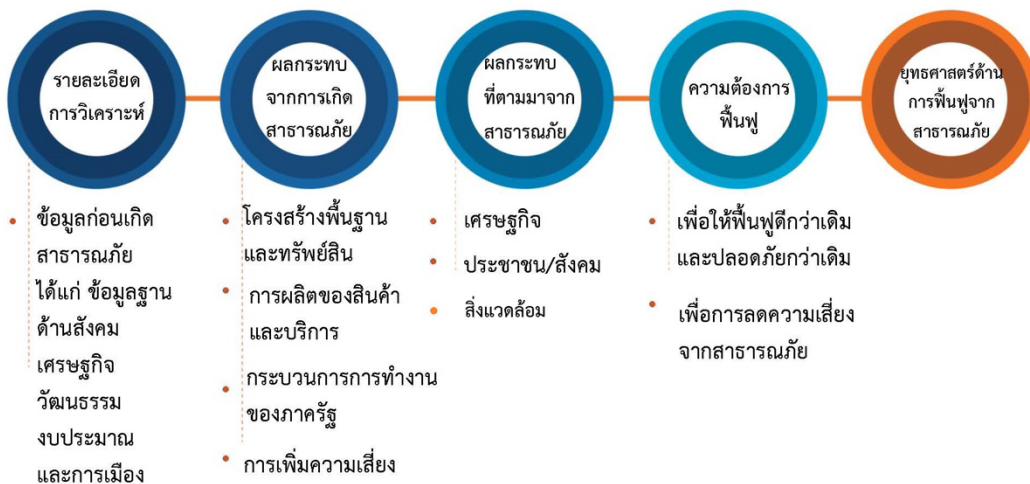 รายละเอียด
การวิเคราะห์
ผลกระทบ
จากการเกิด
สาธารณภัย
ผลกระทบ
ที่ตามมาจาก
สาธารณภัย
ความต้องการ
ฟื้นฟู
ยุทธศาสตร์ด้าน
การฟื้นฟูจาก
สาธารณภัย
• ข้อมูลก่อนเกิด
สาธารณภัย
ได้แก่ ข้อมูลฐาน
ด้านสังคม
เศรษฐกิจ
วัฒนธรรม
งบประมาณ
และการเมือง
• โครงสร้างพื้นฐาน
และทรัพย์สิน
• การผลิตของสินค้า
และบริการ
• กระบวนการการทำงาน
ของภาครัฐ
• การเพิ่มความเสี่ยง
• เศรษฐกิจ
• ประชาชน/สังคม
• สิ่งแวดล้อม
• เพื่อให้ฟื้นฟูดีกว่าเดิม
และปลอดภัยกว่าเดิม
• เพื่อการลดความเสี่ยง
จากสาธารณภัย